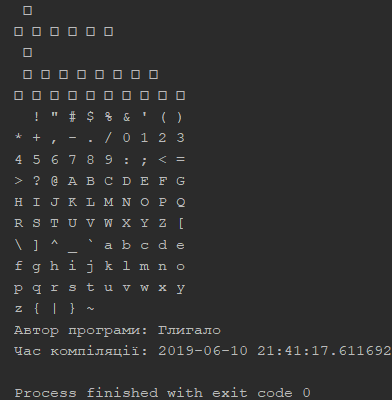 □
□ □ □ □ □ □
□
□ □ □ □ □ □ □ □
□ □ □ □ □ □ □ □ □ □
! " # $ % & ' ( )
* + , - . / 0 1 2 3
4 5 6 7 8 9 : ; < =
> ? @ A B C D E F G
H I J K L M N O P Q
R S T U V W X Y Z [
\ ] ^ _ ` a b c d e
f g h i j k l m n o
p q r s t u v w x y
z { | } ~
Автор програми: Глигало
Час компіляції: 2019-06-10 21:41:17.611692
Process finished with exit code 0